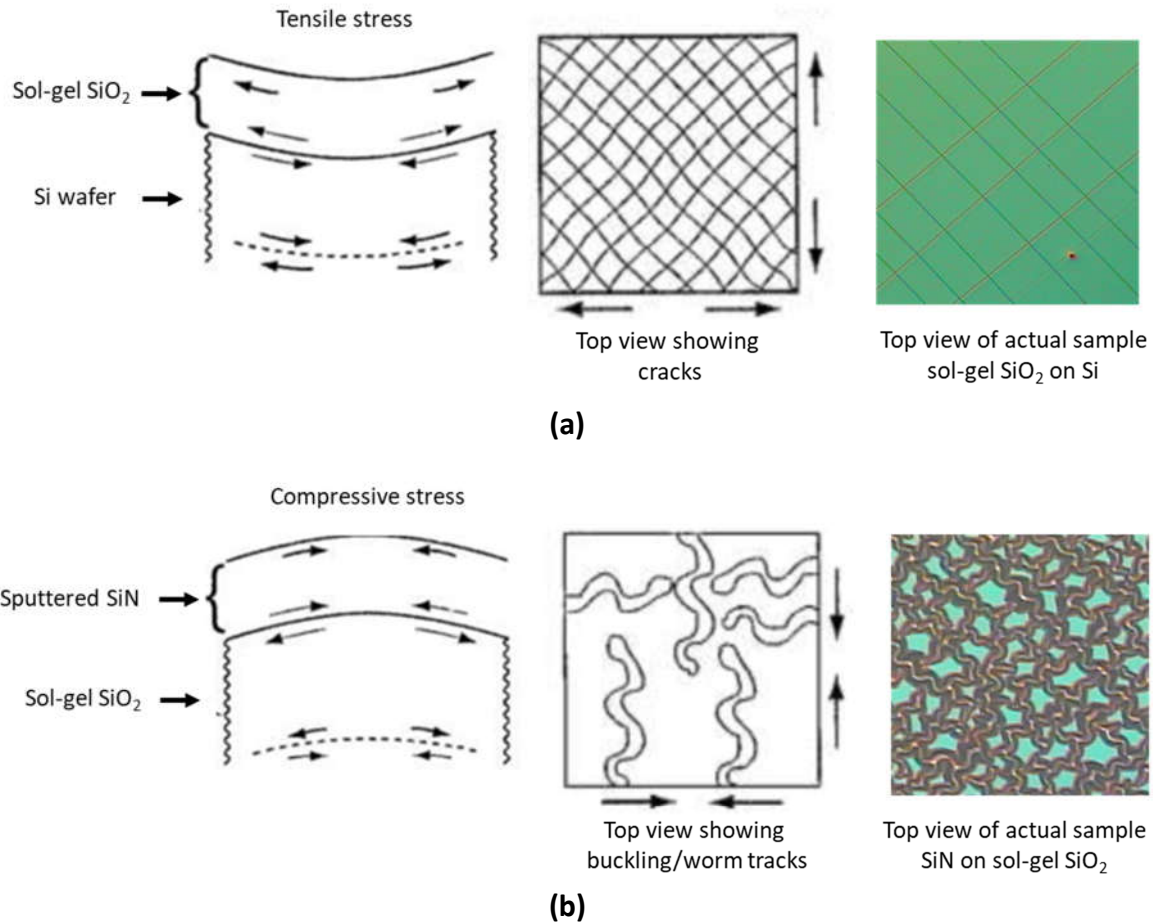 Tensile stress
Sol-gel SiO₂
Si wafer
Top view showing
cracks
Top view of actual sample
sol-gel SiO₂ on Si
(a)
Compressive stress
Sputtered SiN
Sol-gel SiO₂
Top view showing
buckling/worm tracks
Top view of actual sample
SiN on sol-gel SiO₂
(b)